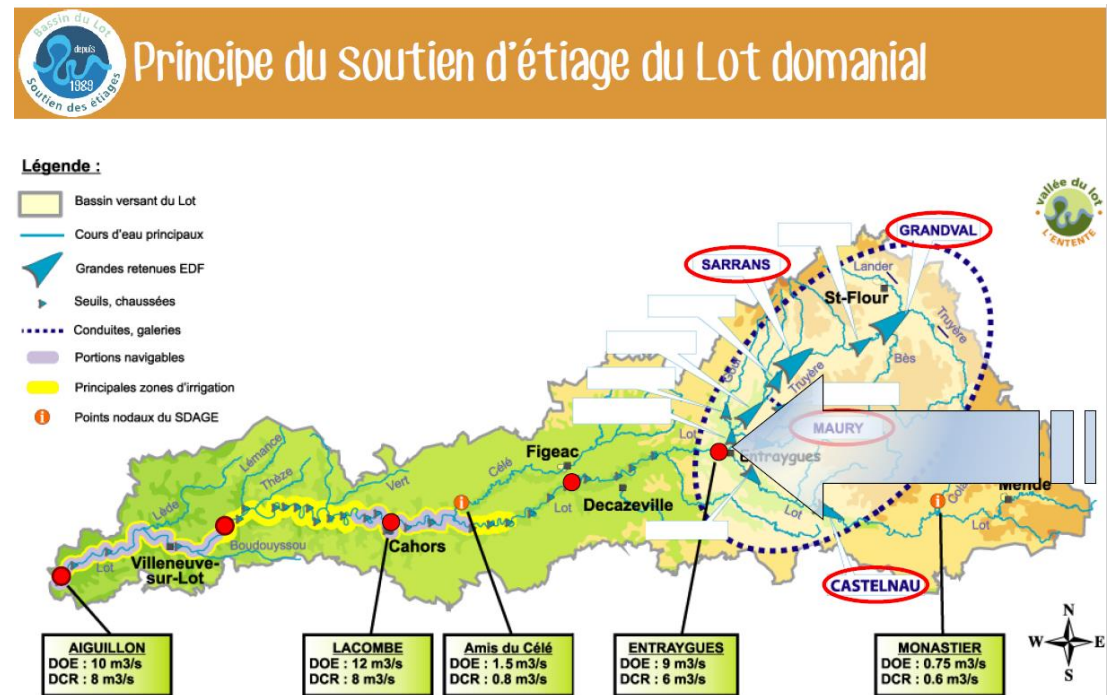 Bassin du Lot
depuis
1989
Soutien des étiages
Principe du soutien d'étiage du Lot domanial
Légende :
Bassin versant du Lot
Cours d'eau principaux
Grandes retenues EDF
Seuils, chaussées
Conduites, galeries
Portions navigables
Principales zones d'irrigation
Points nodaux du SDAGE
vallée du lot
L'ENTENTE
GRANDVAL
SARRANS
Lander
St-Flour
Truyère
Bès
Goul
Truyère
MAURY
Entraygues
Lot
Figeac
Célé
Decazeville
Lot
Lot
Mende
Lot
Lémance
Thèze
Vert
Lède
Cahors
Boudouyssou
Villeneuve-
sur-Lot
Lot
CASTELNAU
N
W
E
S
AIGUILLON
DOE : 10 m3/s
DCR : 8 m3/s
LACOMBE
DOE : 12 m3/s
DCR : 8 m3/s
Amis du Célé
DOE : 1.5 m3/s
DCR : 0.8 m3/s
ENTRAYGUES
DOE : 9 m3/s
DCR : 6 m3/s
MONASTIER
DOE : 0.75 m3/s
DCR : 0.6 m3/s